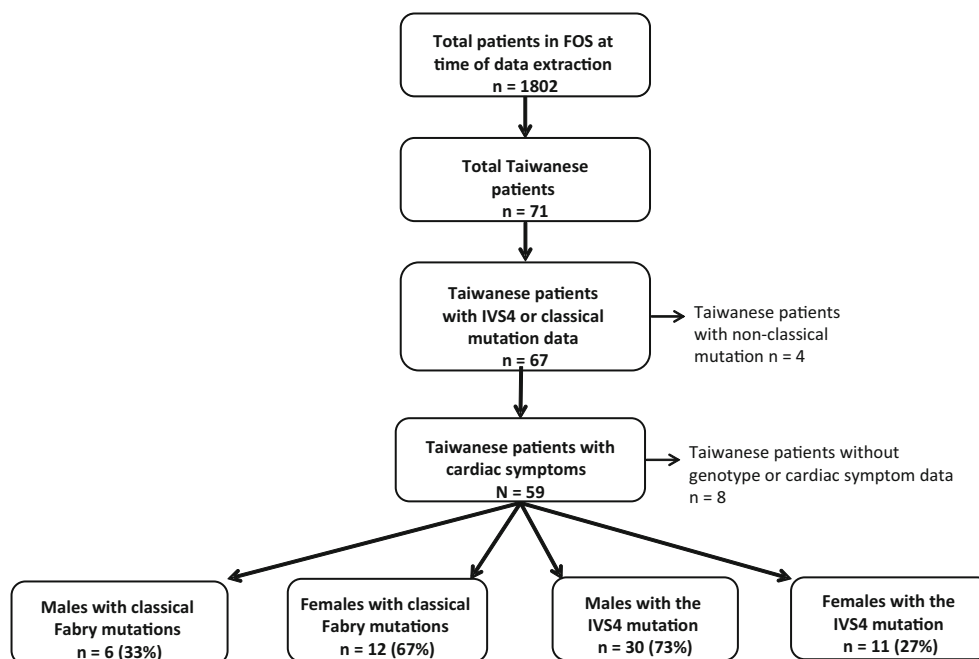 Total patients in FOS at
time of data extraction
n = 1802
Total Taiwanese
patients
n = 71
Taiwanese patients
with IVS4 or classical
mutation data
n = 67
Taiwanese patients
with non-classical
mutation n = 4
Taiwanese patients with
cardiac symptoms
N = 59
Taiwanese patients without
genotype or cardiac symptom data
n = 8
Males with classical
Fabry mutations
n = 6 (33%)
Females with classical
Fabry mutations
n = 12 (67%)
Males with the
IVS4 mutation
n = 30 (73%)
Females with the
IVS4 mutation
n = 11 (27%)